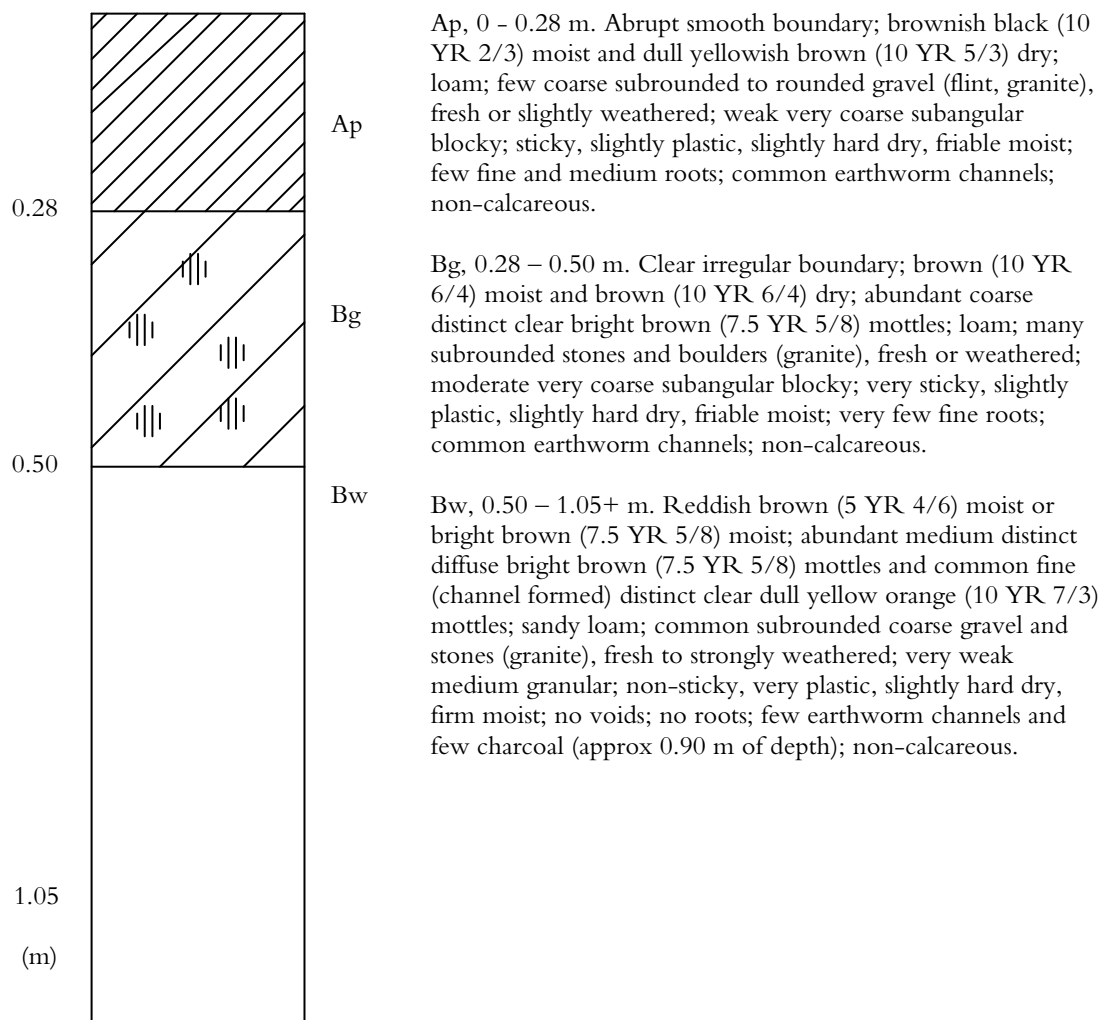 Ap, 0 - 0.28 m. Abrupt smooth boundary; brownish black (10
YR 2/3) moist and dull yellowish brown (10 YR 5/3) dry;
loam; few coarse subrounded to rounded gravel (flint, granite),
fresh or slightly weathered; weak very coarse subangular
blocky; sticky, slightly plastic, slightly hard dry, friable moist;
few fine and medium roots; common earthworm channels;
non-calcareous.
Ap
0.28
Bg, 0.28 – 0.50 m. Clear irregular boundary; brown (10 YR
6/4) moist and brown (10 YR 6/4) dry; abundant coarse
distinct clear bright brown (7.5 YR 5/8) mottles; loam; many
subrounded stones and boulders (granite), fresh or weathered;
moderate very coarse subangular blocky; very sticky, slightly
plastic, slightly hard dry, friable moist; very few fine roots;
common earthworm channels; non-calcareous.
Bg
0.50
Bw
Bw, 0.50 – 1.05+ m. Reddish brown (5 YR 4/6) moist or
bright brown (7.5 YR 5/8) moist; abundant medium distinct
diffuse bright brown (7.5 YR 5/8) mottles and common fine
(channel formed) distinct clear dull yellow orange (10 YR 7/3)
mottles; sandy loam; common subrounded coarse gravel and
stones (granite), fresh to strongly weathered; very weak
medium granular; non-sticky, very plastic, slightly hard dry,
firm moist; no voids; no roots; few earthworm channels and
few charcoal (approx 0.90 m of depth); non-calcareous.
1.05
(m)